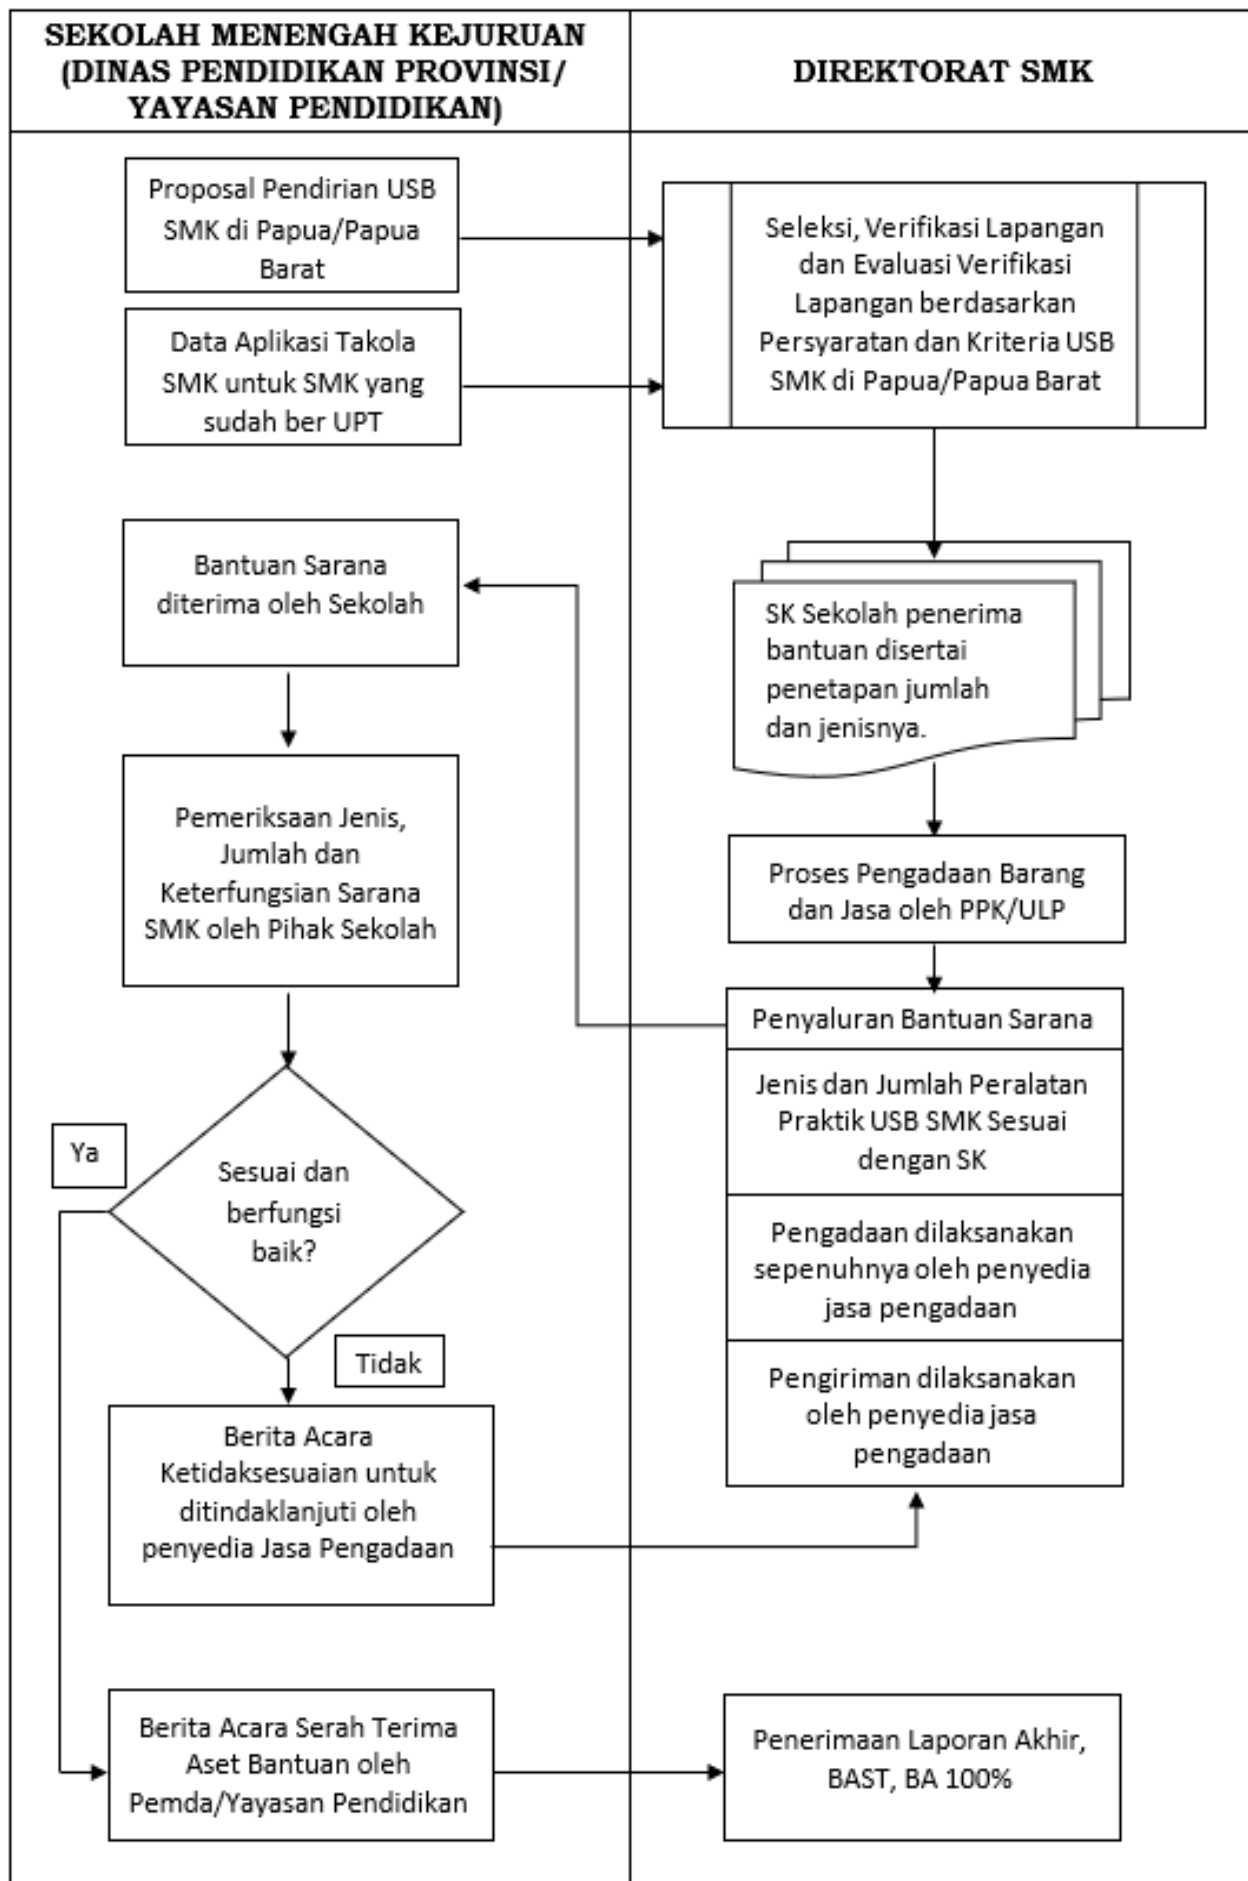 SEKOLAH MENENGAH KEJURUAN
(DINAS PENDIDIKAN PROVINSI/
YAYASAN PENDIDIKAN)
DIREKTORAT SMK
Proposal Pendirian USB
SMK di Papua/Papua
Barat
Data Aplikasi Takola
SMK untuk SMK yang
sudah ber UPT
Seleksi, Verifikasi Lapangan
dan Evaluasi Verifikasi
Lapangan berdasarkan
Persyaratan dan Kriteria USB
SMK di Papua/Papua Barat
SK Sekolah penerima
bantuan disertai
penetapan jumlah
dan jenisnya.
Proses Pengadaan Barang
dan Jasa oleh PPK/ULP
Penyaluran Bantuan Sarana
Jenis dan Jumlah Peralatan
Praktik USB SMK Sesuai
dengan SK
Pengadaan dilaksanakan
sepenuhnya oleh penyedia
jasa pengadaan
Pengiriman dilaksanakan
oleh penyedia jasa
pengadaan
Bantuan Sarana
diterima oleh Sekolah
Pemeriksaan Jenis,
Jumlah dan
Keterfungsian Sarana
SMK oleh Pihak Sekolah
Sesuai dan
berfungsi
baik?
Ya
Tidak
Berita Acara
Ketidaksesuaian untuk
ditindaklanjuti oleh
penyedia Jasa Pengadaan
Berita Acara Serah Terima
Aset Bantuan oleh
Pemda/Yayasan Pendidikan
Penerimaan Laporan Akhir,
BAST, BA 100%